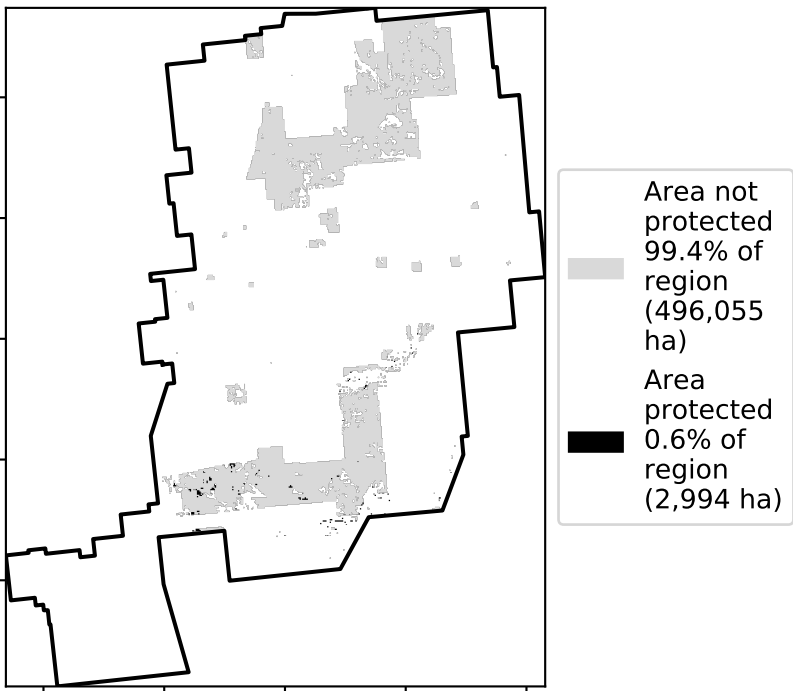 Area not
protected
99.4% of
region
(496,055
ha)
Area
protected
0.6% of
region
(2,994 ha)